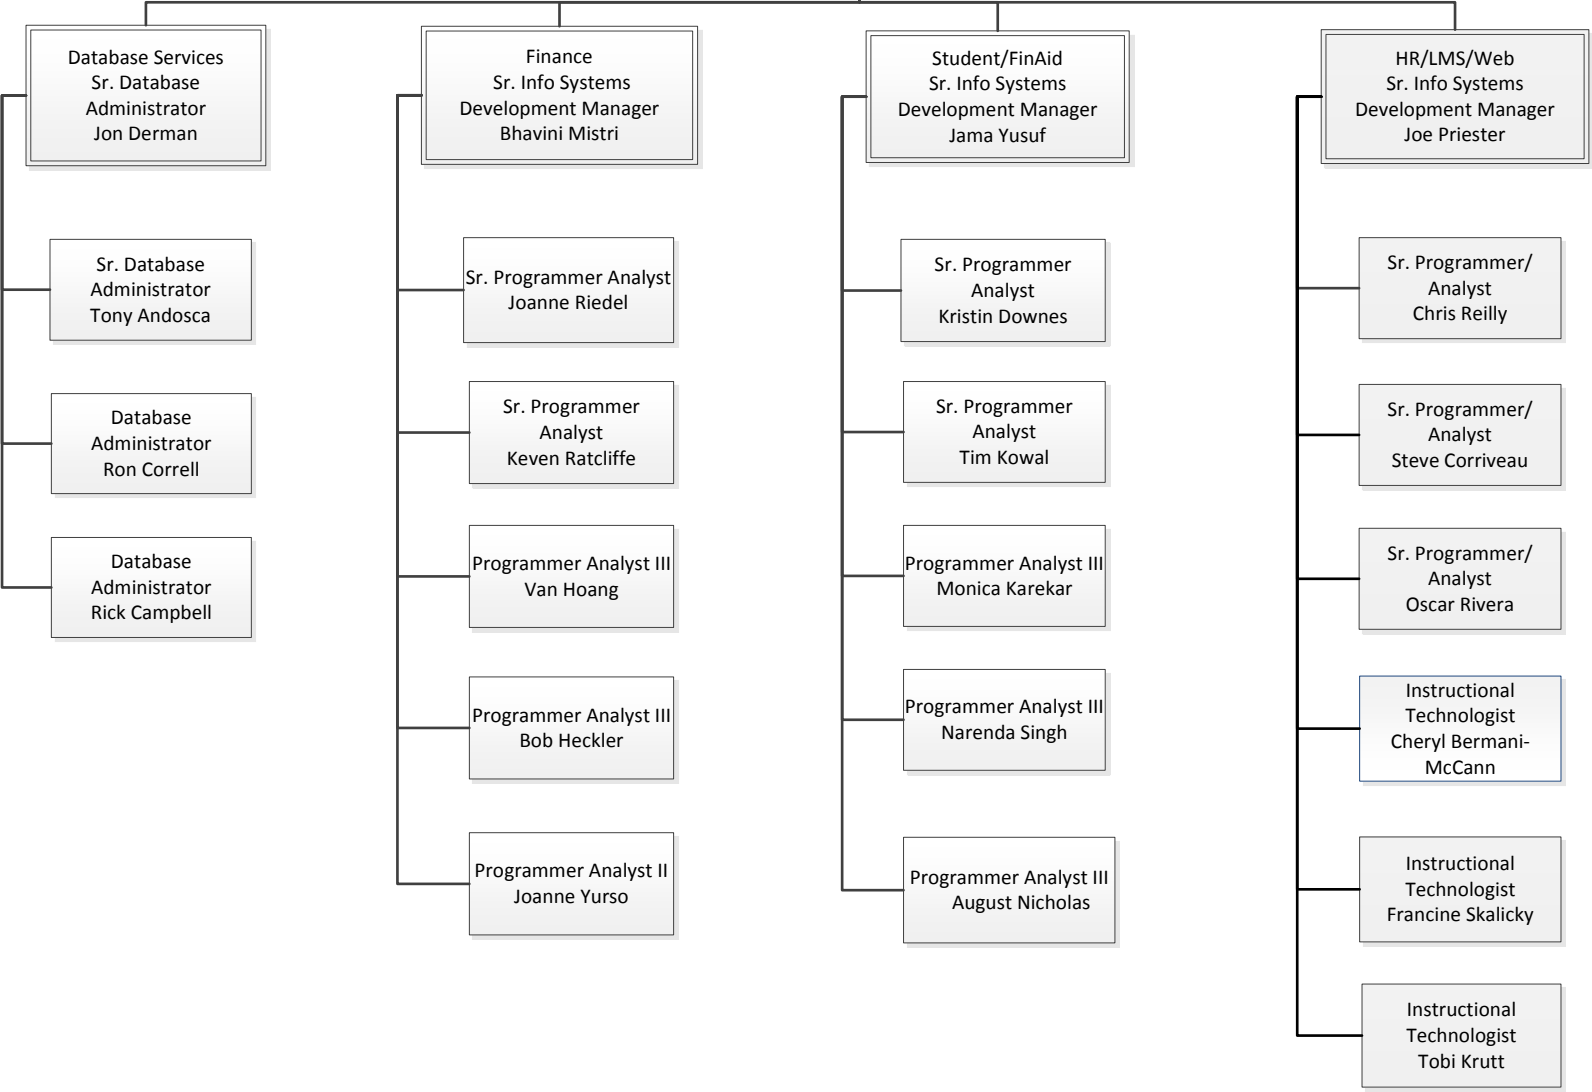 Database Services
Sr. Database
Administrator
Jon Derman
Sr. Database
Administrator
Tony Andosca
Database
Administrator
Ron Correll
Database
Administrator
Rick Campbell
Finance
Sr. Info Systems
Development Manager
Bhavini Mistri
Sr. Programmer Analyst
Joanne Riedel
Sr. Programmer
Analyst
Keven Ratcliffe
Programmer Analyst III
Van Hoang
Programmer Analyst III
Bob Heckler
Programmer Analyst II
Joanne Yurso
Student/FinAid
Sr. Info Systems
Development Manager
Jama Yusuf
Sr. Programmer
Analyst
Kristin Downes
Sr. Programmer
Analyst
Tim Kowal
Programmer Analyst III
Monica Karekar
Programmer Analyst III
Narenda Singh
Programmer Analyst III
August Nicholas
HR/LMS/Web
Sr. Info Systems
Development Manager
Joe Priester
Sr. Programmer/
Analyst
Chris Reilly
Sr. Programmer/
Analyst
Steve Corriveau
Sr. Programmer/
Analyst
Oscar Rivera
Instructional
Technologist
Cheryl Bermani-
McCann
Instructional
Technologist
Francine Skalicky
Instructional
Technologist
Tobi Krutt